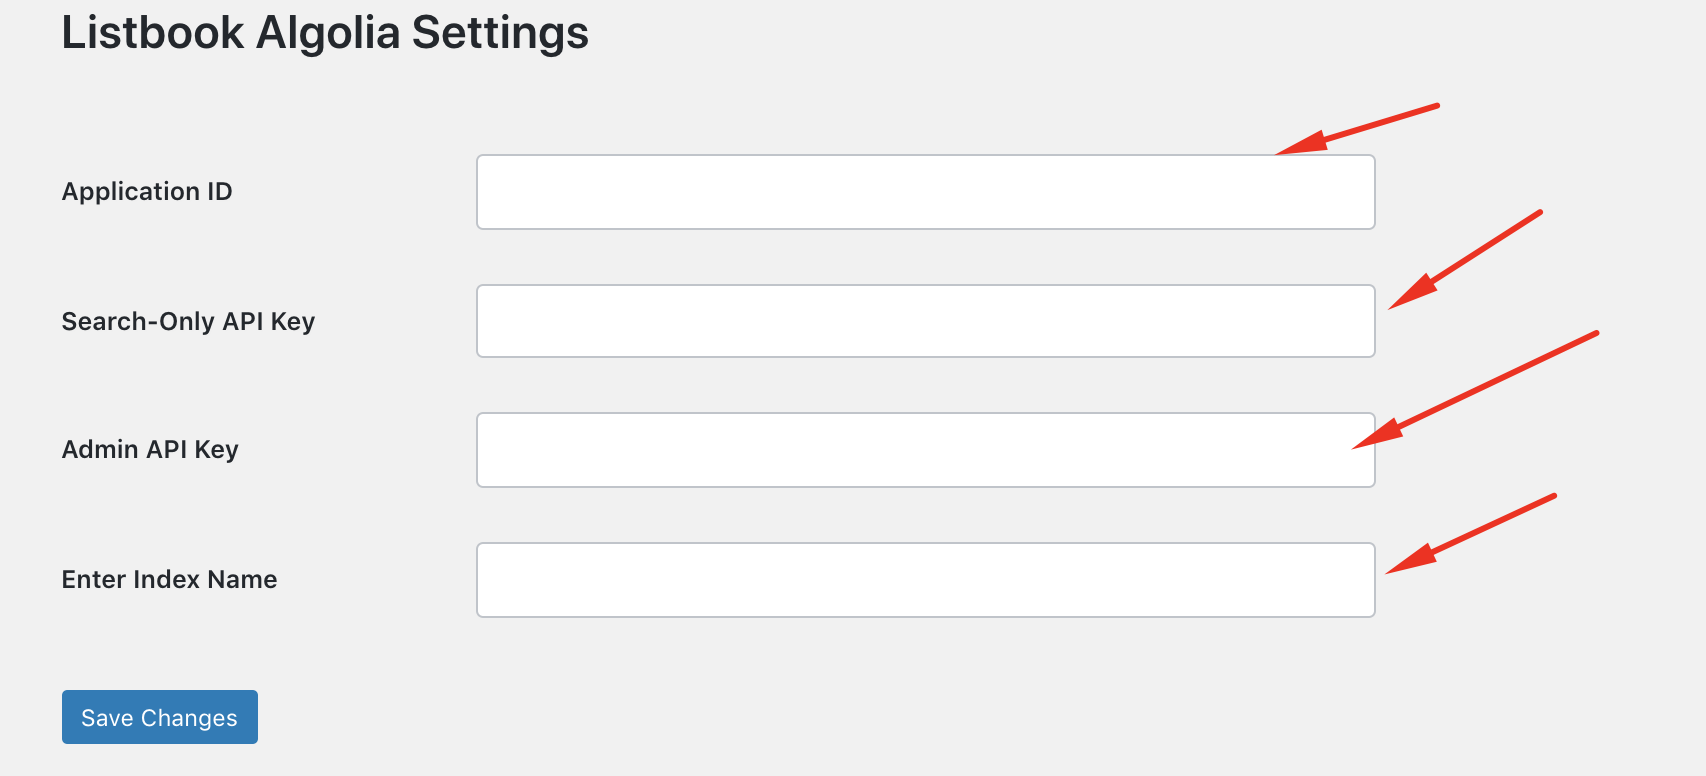 Listbook Algolia Settings
Application ID
Search-Only API Key
Admin API Key
Enter Index Name
Save Changes